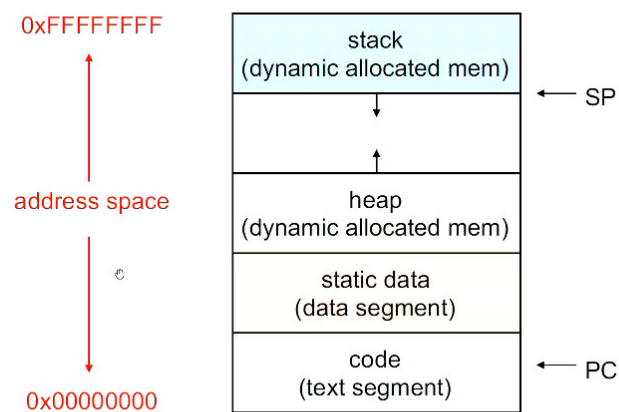 0xFFFFFFFF
stack
(dynamic allocated mem)
SP
address space
heap
(dynamic allocated mem)
static data
(data segment)
code
(text segment)
PC
0x00000000